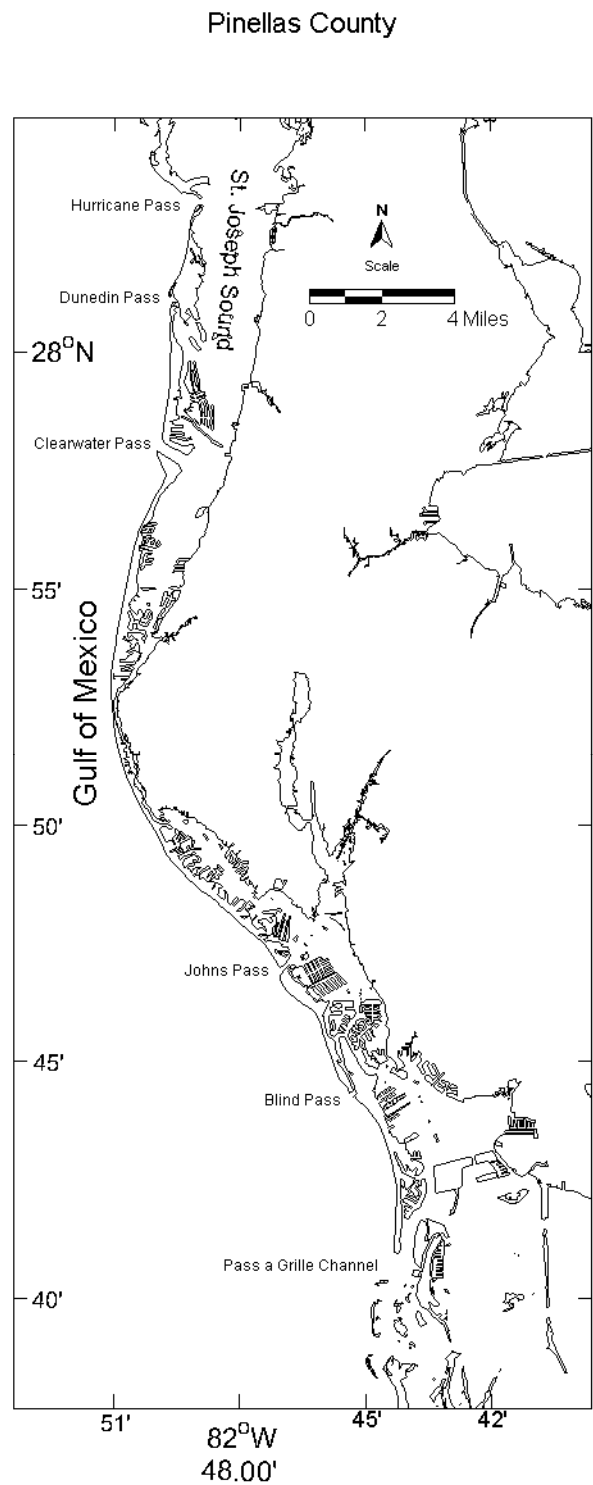 Pinellas County
Hurricane Pass
St. Joseph Sound
N
Scale
Dunedin Pass
0 2 4 Miles
28°N
Clearwater Pass
55'
Gulf of Mexico
50'
Johns Pass
45'
Blind Pass
Pass a Grille Channel
40'
51' 82°W 45' 42'
48.00'